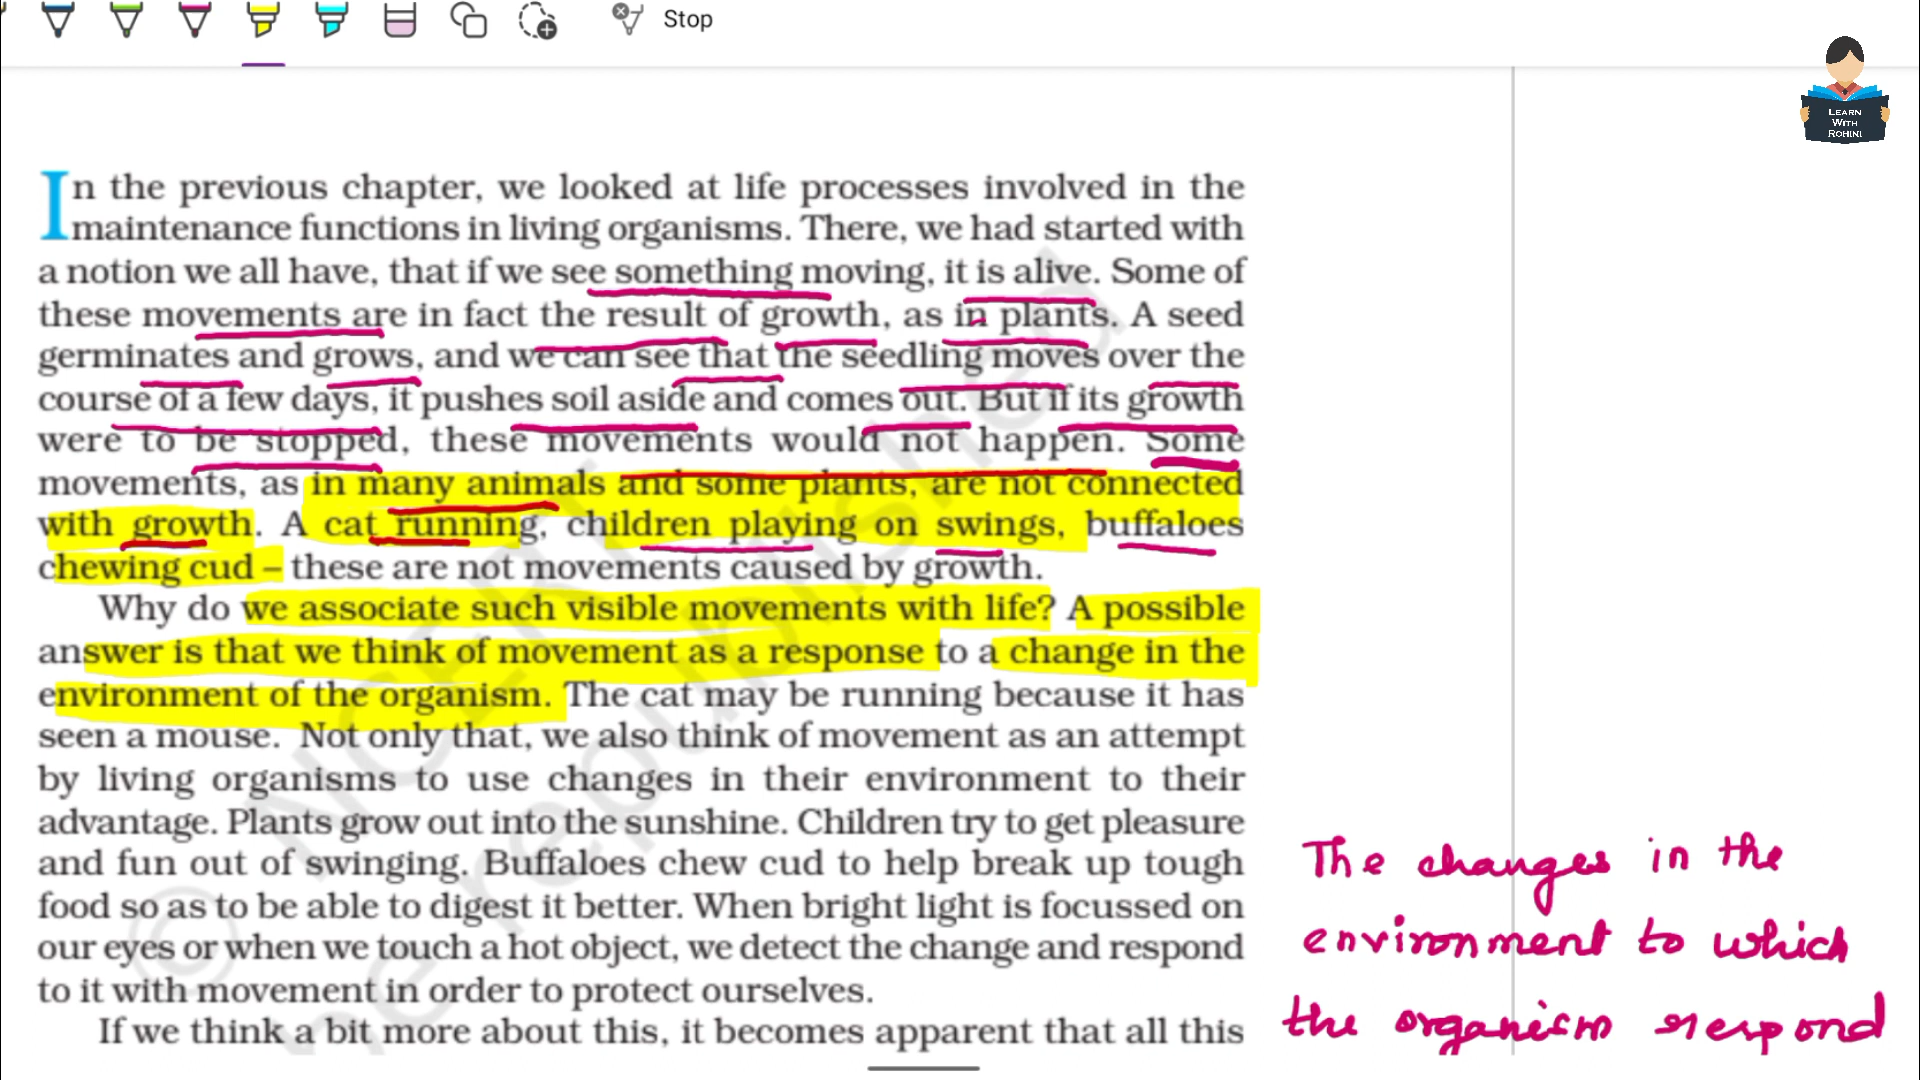 Stop
LEARN
WITH
ROHINI
In the previous chapter, we looked at life processes involved in the
maintenance functions in living organisms. There, we had started with
a notion we all have, that if we see something moving, it is alive. Some of
these movements are in fact the result of growth, as in plants. A seed
germinates and grows, and we can see that the seedling moves over the
course of a few days, it pushes soil aside and comes out. But if its growth
were to be stopped, these movements would not happen. Some
movements, as in many animals and some plants, are not connected
with growth. A cat running, children playing on swings, buffaloes
chewing cud – these are not movements caused by growth.
Why do we associate such visible movements with life? A possible
answer is that we think of movement as a response to a change in the
environment of the organism. The cat may be running because it has
seen a mouse. Not only that, we also think of movement as an attempt
by living organisms to use changes in their environment to their
advantage. Plants grow out into the sunshine. Children try to get pleasure
and fun out of swinging. Buffaloes chew cud to help break up tough
food so as to be able to digest it better. When bright light is focussed on
our eyes or when we touch a hot object, we detect the change and respond
to it with movement in order to protect ourselves.
If we think a bit more about this, it becomes apparent that all this
The changes in the
environment to which
the organism respond
© NCERT
be republished